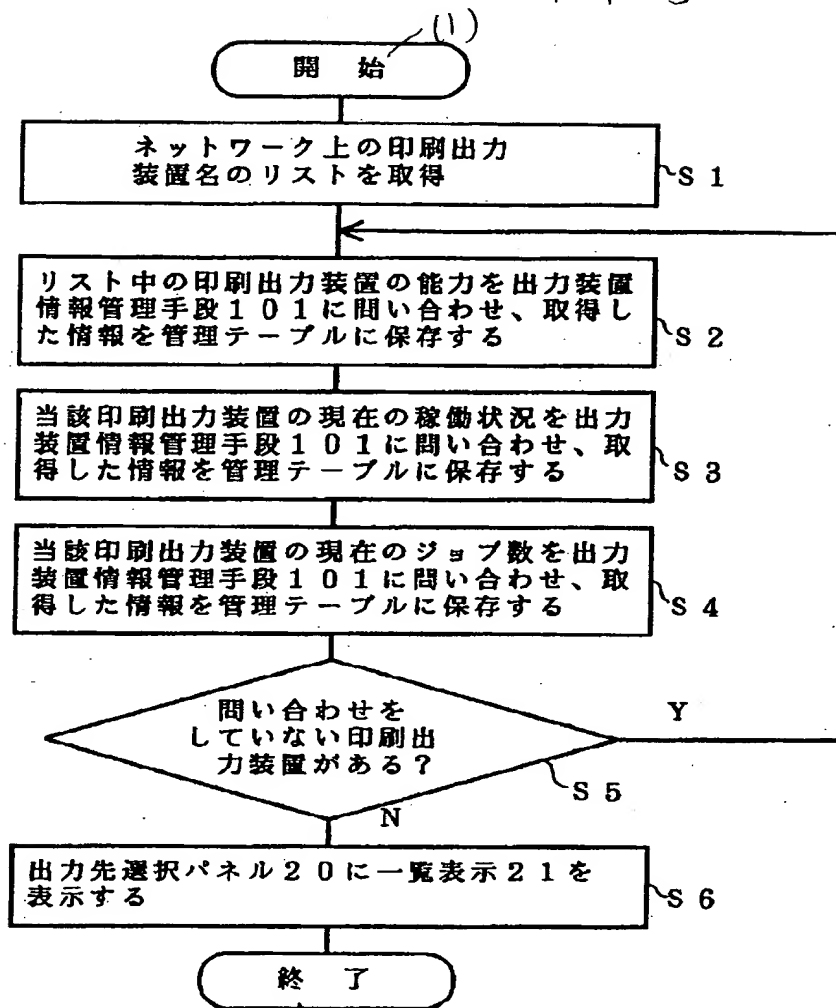 (1)
開 始
ネットワーク上の印刷出力
装置名のリストを取得
S 1
リスト中の印刷出力装置の能力を出力装置
情報管理手段101に問い合わせ、取得し
た情報を管理テーブルに保存する
S 2
当該印刷出力装置の現在の稼働状況を出力
装置情報管理手段101に問い合わせ、取
得した情報を管理テーブルに保存する
S 3
当該印刷出力装置の現在のジョブ数を出力
装置情報管理手段101に問い合わせ、取
得した情報を管理テーブルに保存する
S 4
問い合わせを
していない印刷出
力装置がある?
Y
S 5
N
出力先選択パネル20に一覧表示21を
表示する
S 6
終 了